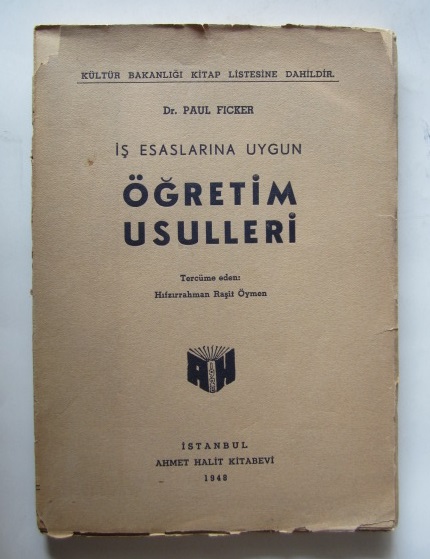 KÜLTÜR BAKANLIĞI KİTAP LİSTESİNE DAHİLDİR.
Dr. PAUL FICKER
İŞ ESASLARINA UYGUN
ÖĞRETİM
USULLERİ
Tercüme eden:
Hıfzırrahman Raşit Öymen
AH
İSTANBUL
AHMET HALİT KİTABEVİ